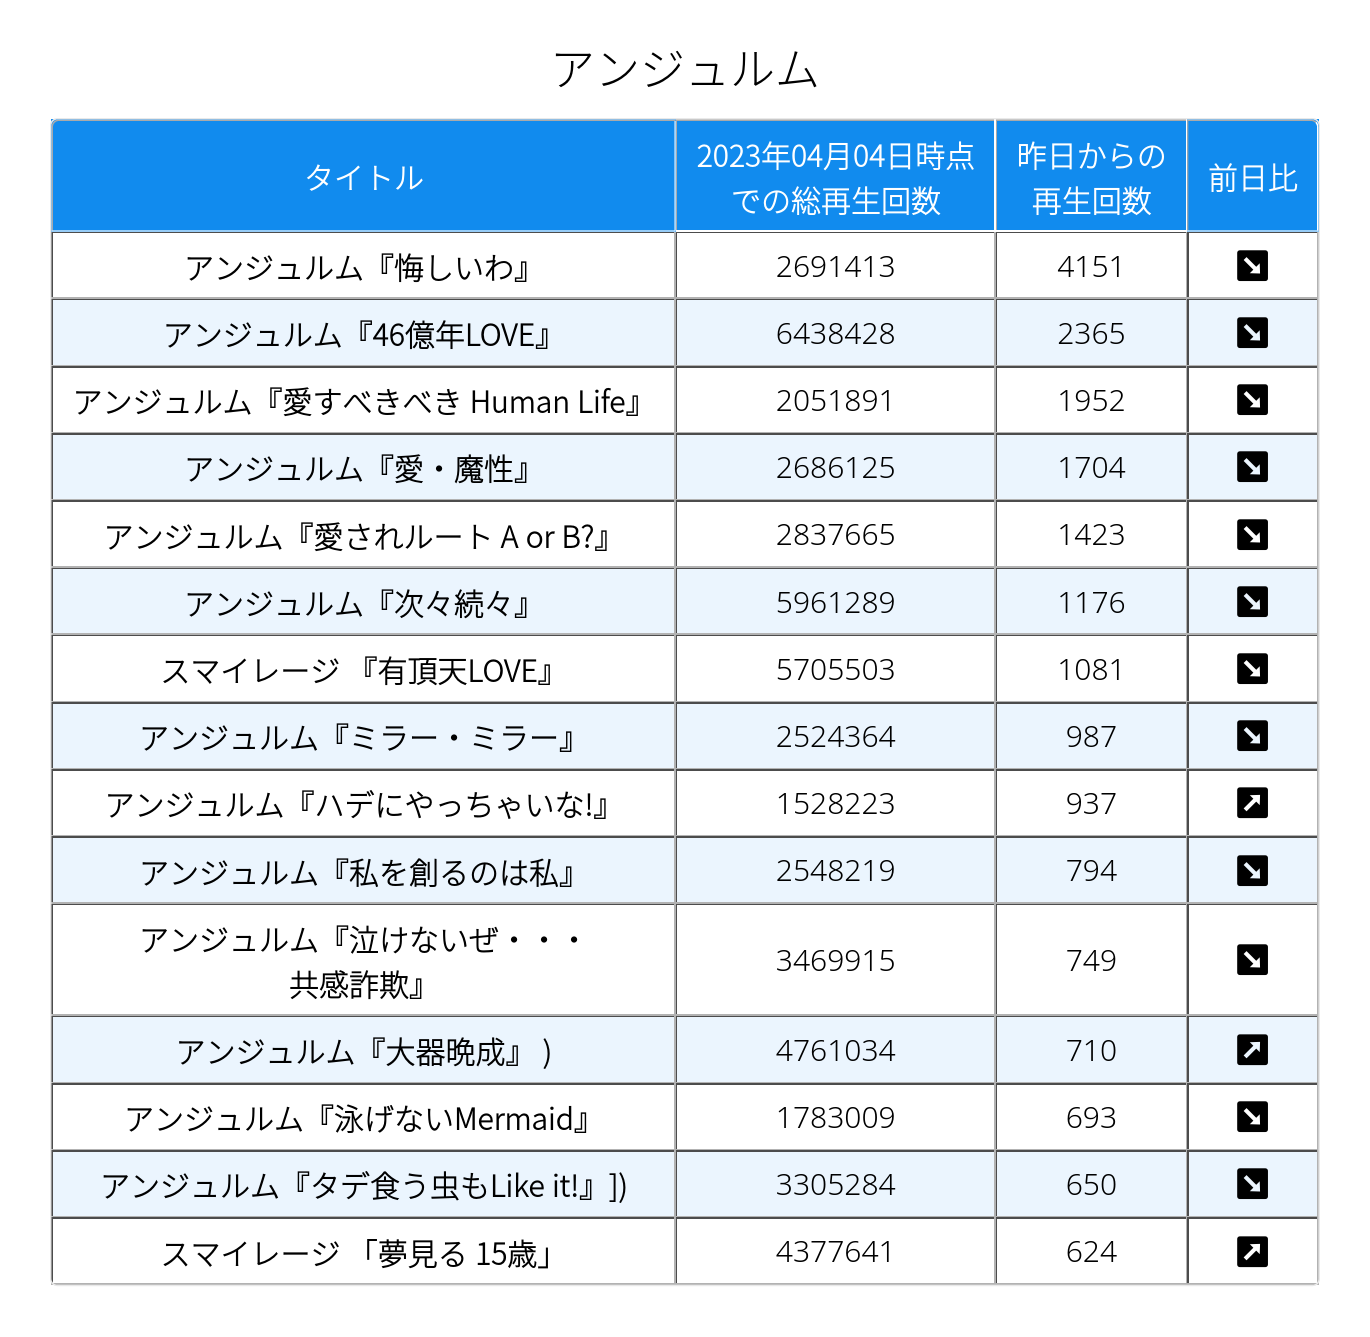 アンジュルム
タイトル
2023年04月04日時点
での総再生回数
昨日からの
再生回数
前日比
アンジュルム『悔しいわ』 2691413 4151
アンジュルム『46億年LOVE』 6438428 2365
アンジュルム『愛すべきべき Human Life』 2051891 1952
アンジュルム『愛・魔性』 2686125 1704
アンジュルム『愛されルート A or B?』 2837665 1423
アンジュルム『次々続々』 5961289 1176
スマイレージ 『有頂天LOVE』 5705503 1081
アンジュルム『ミラー・ミラー』 2524364 987
アンジュルム『ハデにやっちゃいな!』 1528223 937
アンジュルム『私を創るのは私』 2548219 794
アンジュルム『泣けないぜ・・・
共感詐欺』 3469915 749
アンジュルム『大器晩成』 ) 4761034 710
アンジュルム『泳げないMermaid』 1783009 693
アンジュルム『タデ食う虫もLike it!』]) 3305284 650
スマイレージ 「夢見る 15歳」 4377641 624